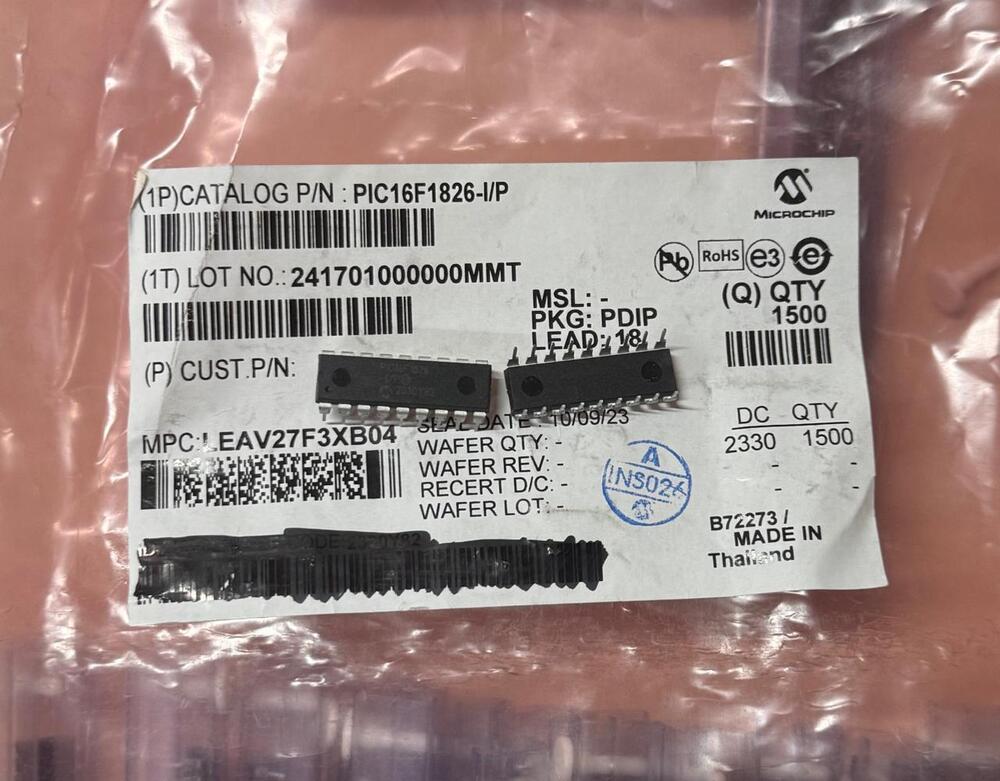 (1P)CATALOG P/N : PIC16F1826-I/P
MICROCHIP
(1T) LOT NO.: 241701000000MMT
Pb
RoHS
e3
e
MSL: -
PKG: PDIP
LEAD: 18
(Q) QTY
1500
(P) CUST.P/N:
SEAL DATE : 10/09/23
MPC:LEAV27F3XB04
WAFER QTY: -
WAFER REV: -
RECERT D/C: -
WAFER LOT: -
A
INS024
DC QTY
2330 1500
- -
- -
B72273 /
MADE IN
Thailand